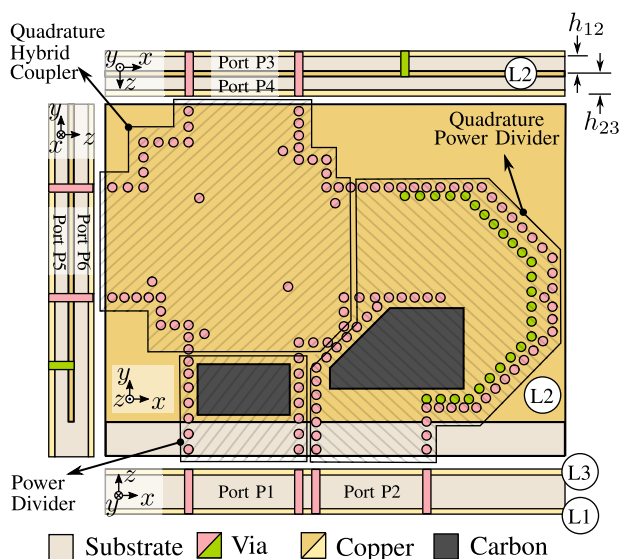 Quadrature
Hybrid
Coupler
y
x
z
Port P3
Port P4
L2
h12
h23
y
x
z
Port P5
Port P6
Quadrature
Power Divider
y
z
x
L2
Power
Divider
z
y
x
Port P1
Port P2
L3
L1
Substrate
Via
Copper
Carbon